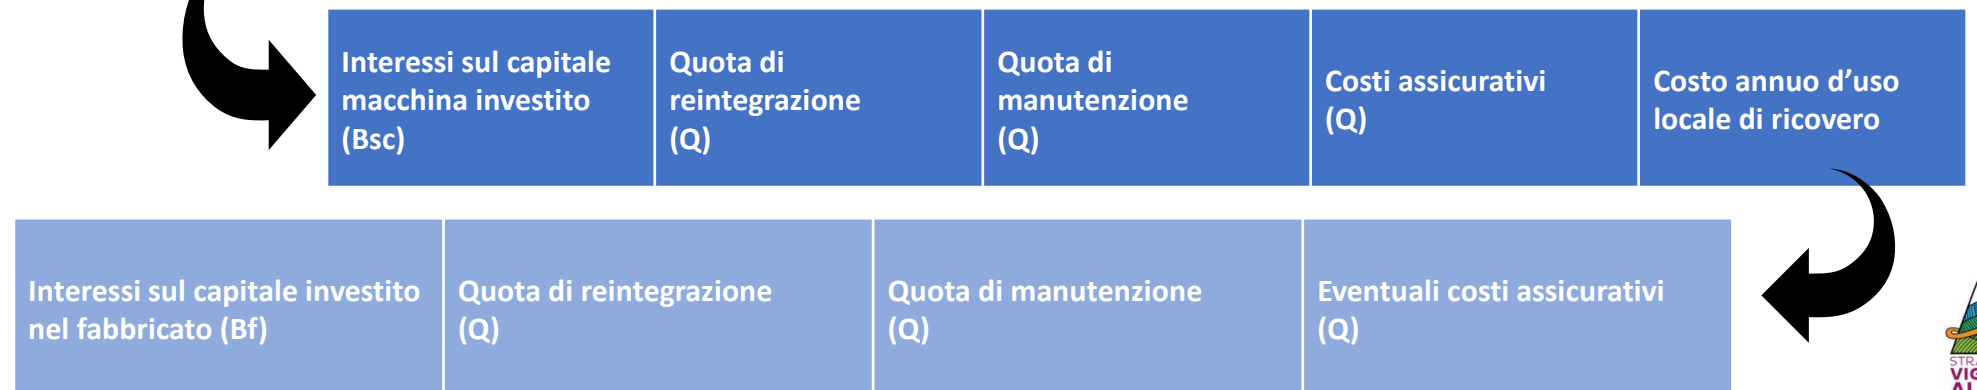 Interessi sul capitale
macchina investito
(Bsc)
Quota di
reintegrazione
(Q)
Quota di
manutenzione
(Q)
Costi assicurativi
(Q)
Costo annuo d’uso
locale di ricovero
Interessi sul capitale investito
nel fabbricato (Bf)
Quota di reintegrazione
(Q)
Quota di manutenzione
(Q)
Eventuali costi assicurativi
(Q)